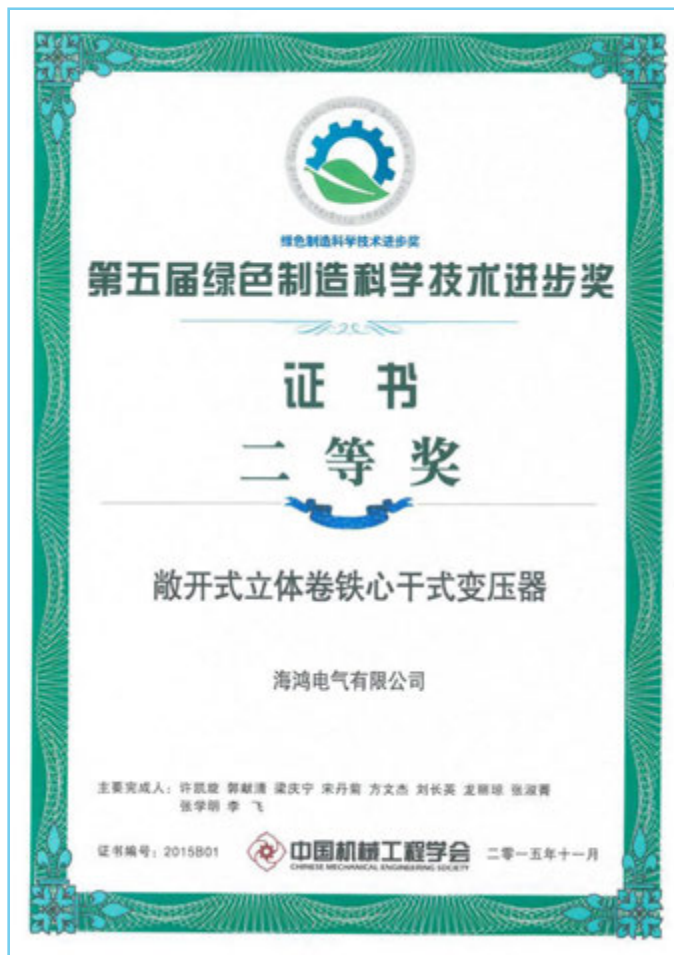 绿色制造科学技术进步奖
第五届绿色制造科学技术进步奖
证 书
二 等 奖
敞开式立体卷铁心干式变压器
海鸿电气有限公司
主要完成人：许凯旋 郭献清 梁庆宁 宋丹菊 方文杰 刘长英 龙丽琼 张淑菁
张学明 李 飞
证书编号：2015B01
中国机械工程学会
CHINESE MECHANICAL ENGINEERING SOCIETY
二零一五年十一月